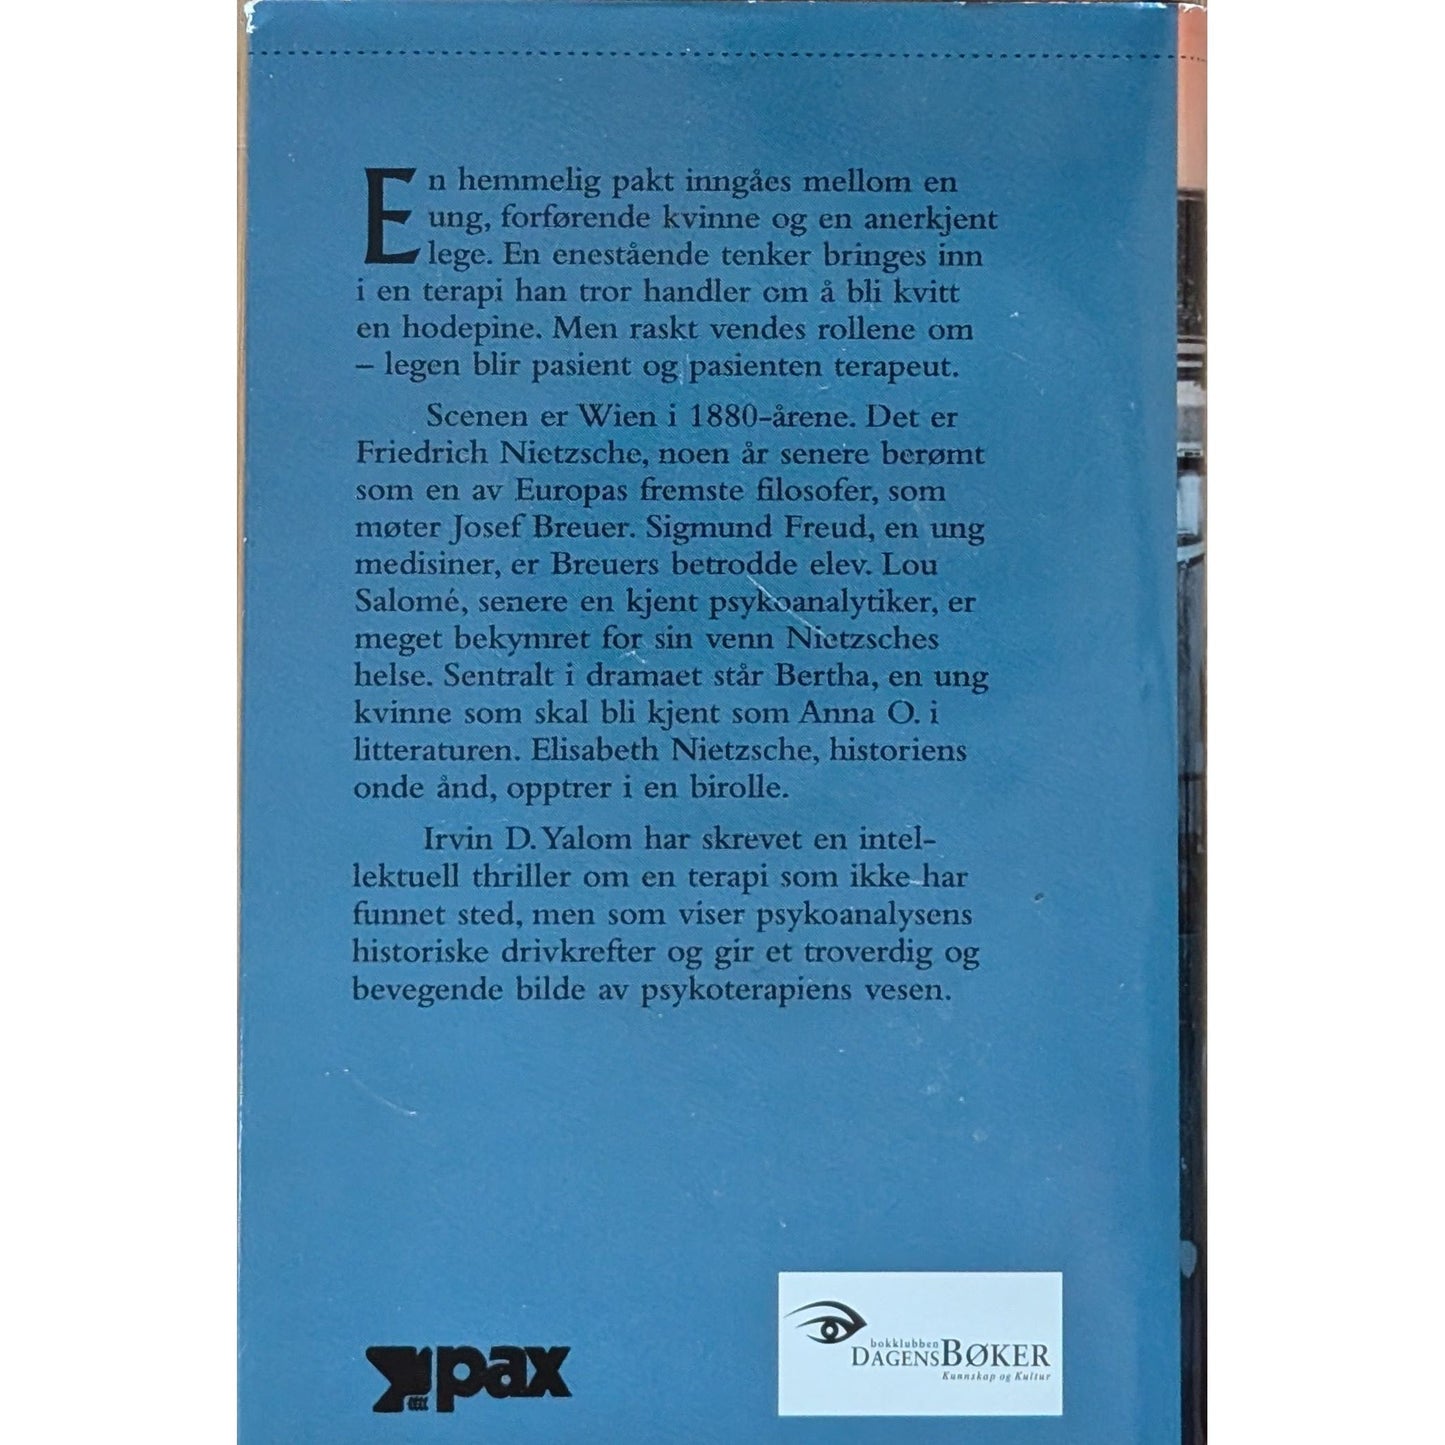 En hemmelig pakt inngåes mellom en
ung, forførende kvinne og en anerkjent
lege. En enestående tenker bringes inn
i en terapi han tror handler om å bli kvitt
en hodepine. Men raskt vendes rollene om
– legen blir pasient og pasienten terapeut.
Scenen er Wien i 1880-årene. Det er
Friedrich Nietzsche, noen år senere berømt
som en av Europas fremste filosofer, som
møter Josef Breuer. Sigmund Freud, en ung
medisiner, er Breuers betrodde elev. Lou
Salomé, senere en kjent psykoanalytiker, er
meget bekymret for sin venn Nietzsches
helse. Sentralt i dramaet står Bertha, en ung
kvinne som skal bli kjent som Anna O. i
litteraturen. Elisabeth Nietzsche, historiens
onde ånd, opptrer i en birolle.
Irvin D. Yalom har skrevet en intel-
lektuell thriller om en terapi som ikke har
funnet sted, men som viser psykoanalysens
historiske drivkrefter og gir et troverdig og
bevegende bilde av psykoterapiens vesen.
pax
bokklubben
DAGENSBØKER
Kunnskap og Kultur